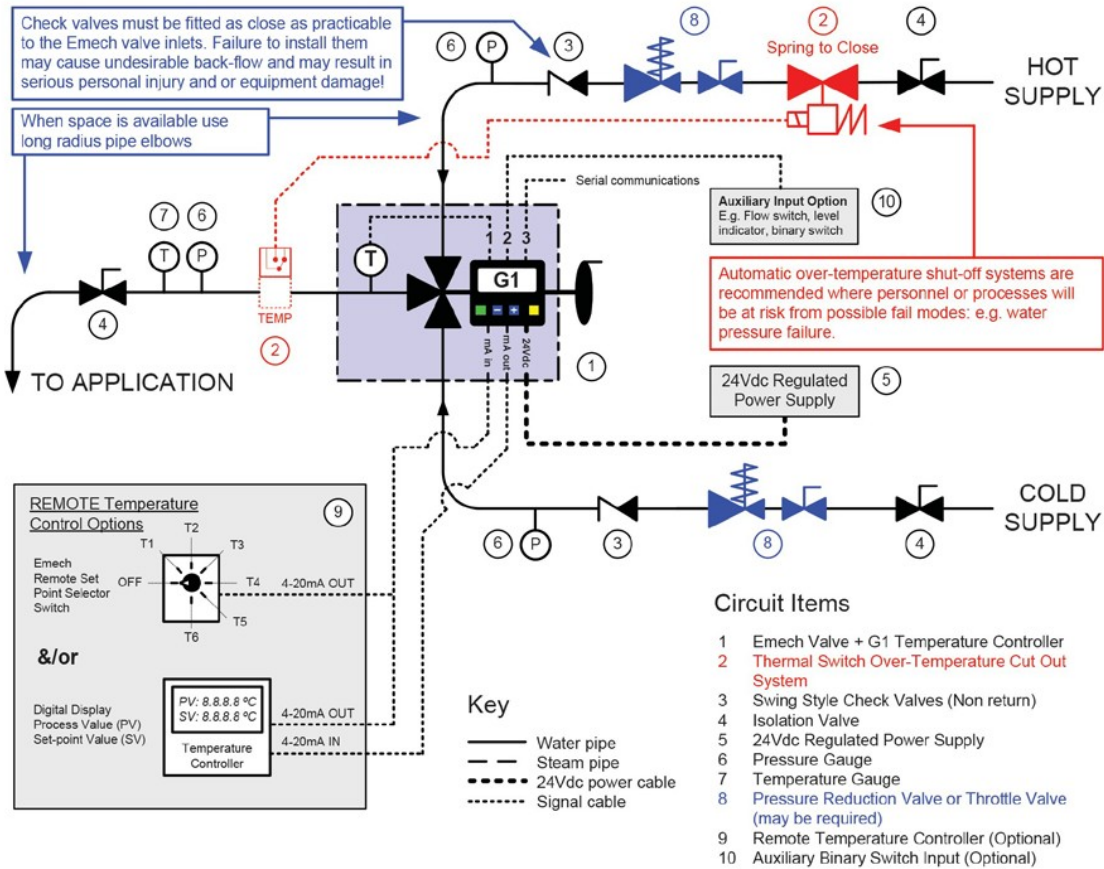 Check valves must be fitted as close as practicable
to the Emech valve inlets. Failure to install them
may cause undesirable back-flow and may result in
serious personal injury and or equipment damage!
When space is available use
long radius pipe elbows
6
P
3
8
2
Spring to Close
4
HOT
SUPPLY
Serial communications
Auxiliary Input Option
E.g. Flow switch, level
indicator, binary switch
10
7
6
T
P
T
1
2
3
G1
- +
TEMP
4
2
mA in
mA out
24Vdc
1
Automatic over-temperature shut-off systems are
recommended where personnel or processes will
be at risk from possible fail modes: e.g. water
pressure failure.
TO APPLICATION
24Vdc Regulated
Power Supply
5
REMOTE Temperature
Control Options
9
T2
T1
T3
Emech
Remote Set
Point Selector
Switch
OFF
T4
T5
T6
4-20mA OUT
&/or
Digital Display
Process Value (PV)
Set-point Value (SV)
PV: 8.8.8.8 ºC
SV: 8.8.8.8 ºC
Temperature
Controller
4-20mA OUT
4-20mA IN
6
P
3
8
4
COLD
SUPPLY
Key
Water pipe
Steam pipe
24Vdc power cable
Signal cable
Circuit Items
1 Emech Valve + G1 Temperature Controller
2 Thermal Switch Over-Temperature Cut Out
System
3 Swing Style Check Valves (Non return)
4 Isolation Valve
5 24Vdc Regulated Power Supply
6 Pressure Gauge
7 Temperature Gauge
8 Pressure Reduction Valve or Throttle Valve
(may be required)
9 Remote Temperature Controller (Optional)
10 Auxiliary Binary Switch Input (Optional)